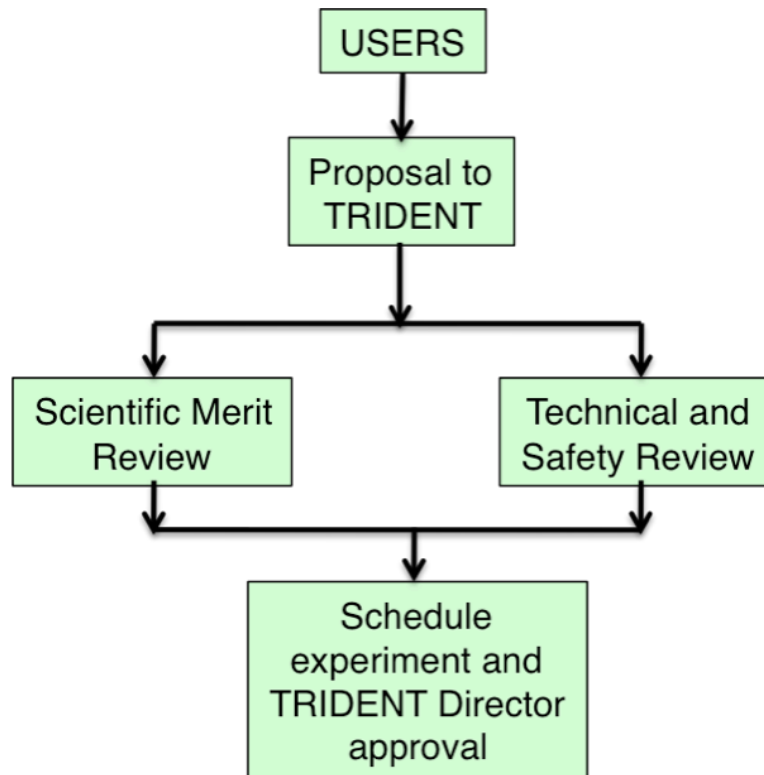 USERS
Proposal to
TRIDENT
Scientific Merit
Review
Technical and
Safety Review
Schedule
experiment and
TRIDENT Director
approval